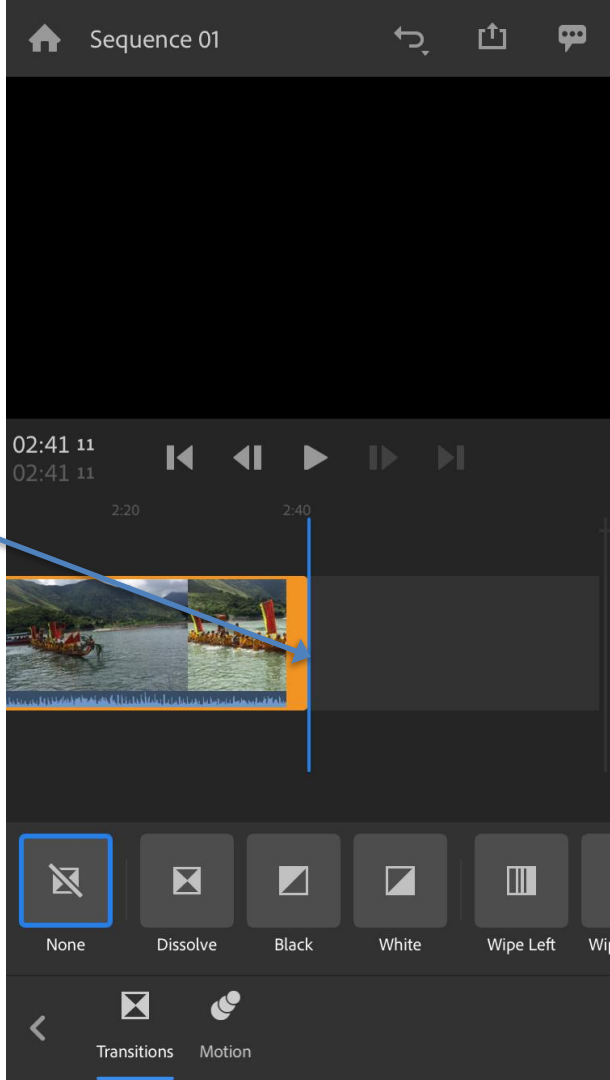 Sequence 01
02:41 11
02:41 11
2:20 2:40
None Dissolve Black White Wipe Left Wip
Transitions Motion